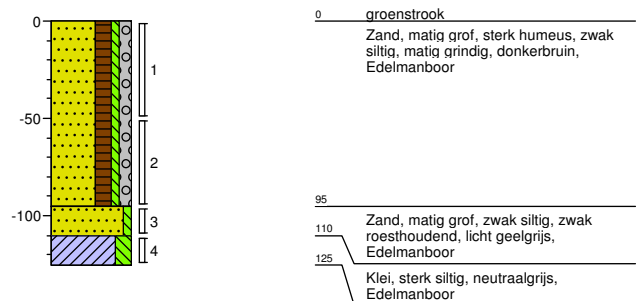 0
-50
-100
1
2
3
4
0
groenstrook
Zand, matig grof, sterk humeus, zwak
siltig, matig grindig, donkerbruin,
Edelmanboor
95
Zand, matig grof, zwak siltig, zwak
roesthoudend, licht geelgrijs,
Edelmanboor
110
125
Klei, sterk siltig, neutraalgrijs,
Edelmanboor